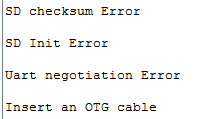 SD checksum Error
SD Init Error
Uart negotiation Error
Insert an OTG cable